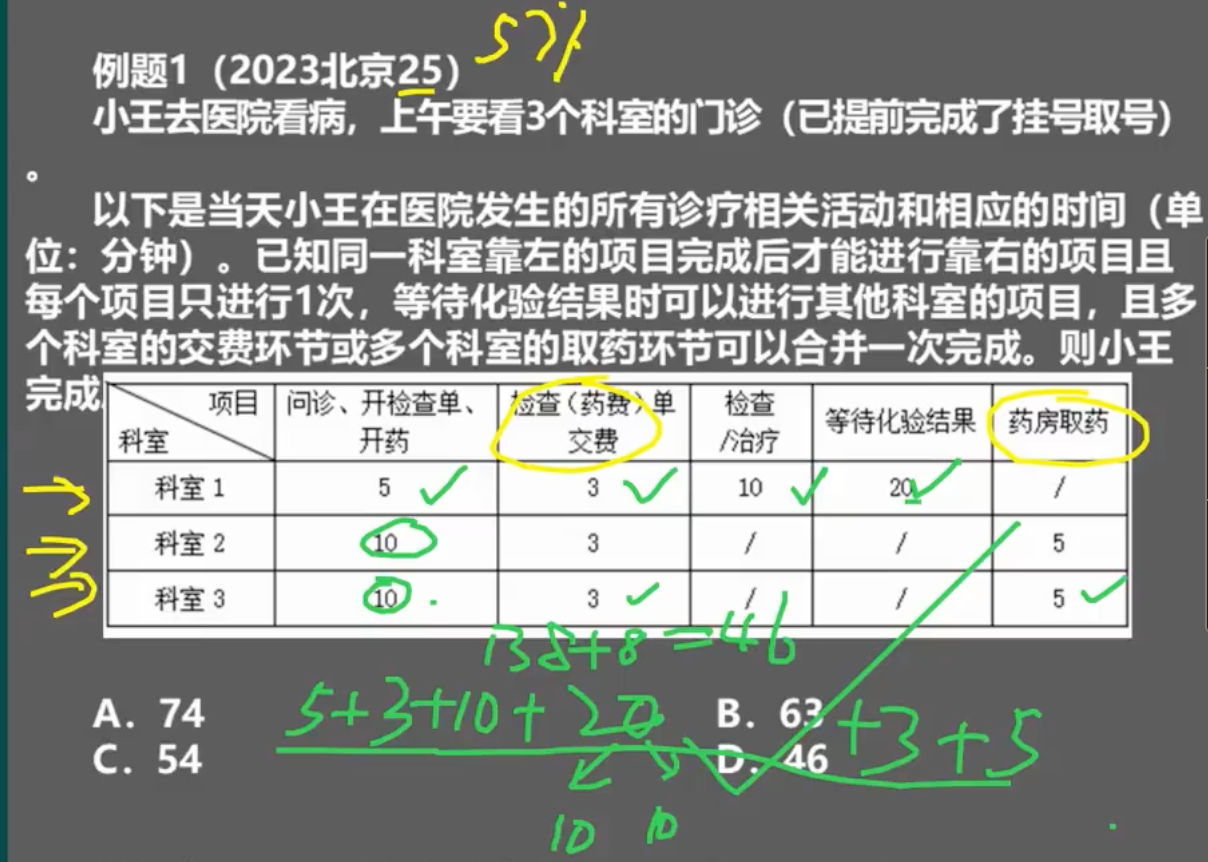 57%
例题1（2023北京25）
小王去医院看病，上午要看3个科室的门诊（已提前完成了挂号取号）
。
以下是当天小王在医院发生的所有诊疗相关活动和相应的时间（单
位：分钟）。已知同一科室靠左的项目完成后才能进行靠右的项目且
每个项目只进行1次，等待化验结果时可以进行其他科室的项目，且多
个科室的交费环节或多个科室的取药环节可以合并一次完成。则小王
完成
项目 科室 问诊、开检查单、开药 检查（药费）单交费 检查/治疗 等待化验结果 药房取药
科室1 5 3 10 20 /
科室2 10 3 / / 5
科室3 10 3 / / 5
38+8=46
5+3+10+20 +3+5
A. 74 B. 63
C. 54 D. 46
10 10